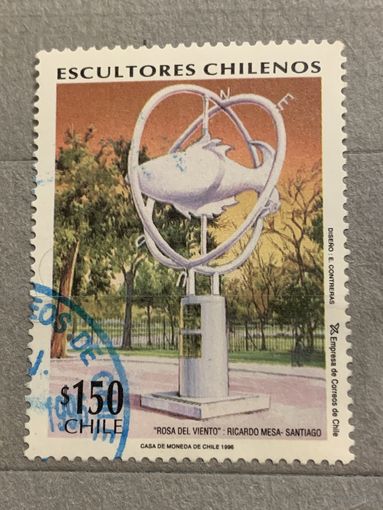 ESCULTORES CHILENOS
N E
DISEÑO : E. CONTRERAS
Empresa de Correos de Chile
$150
CHILE
"ROSA DEL VIENTO" : RICARDO MESA- SANTIAGO
CASA DE MONEDA DE CHILE 1996